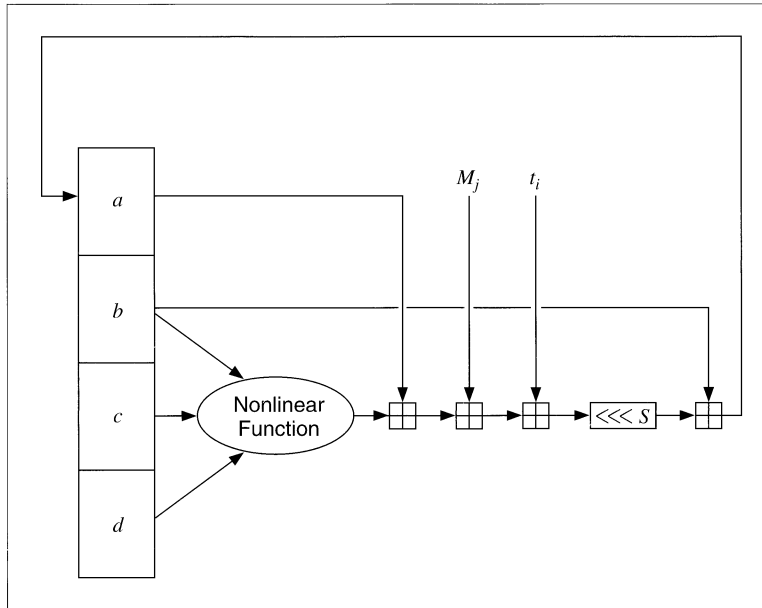 a
M_j
t_i
b
c
Nonlinear
Function
<<< S
d